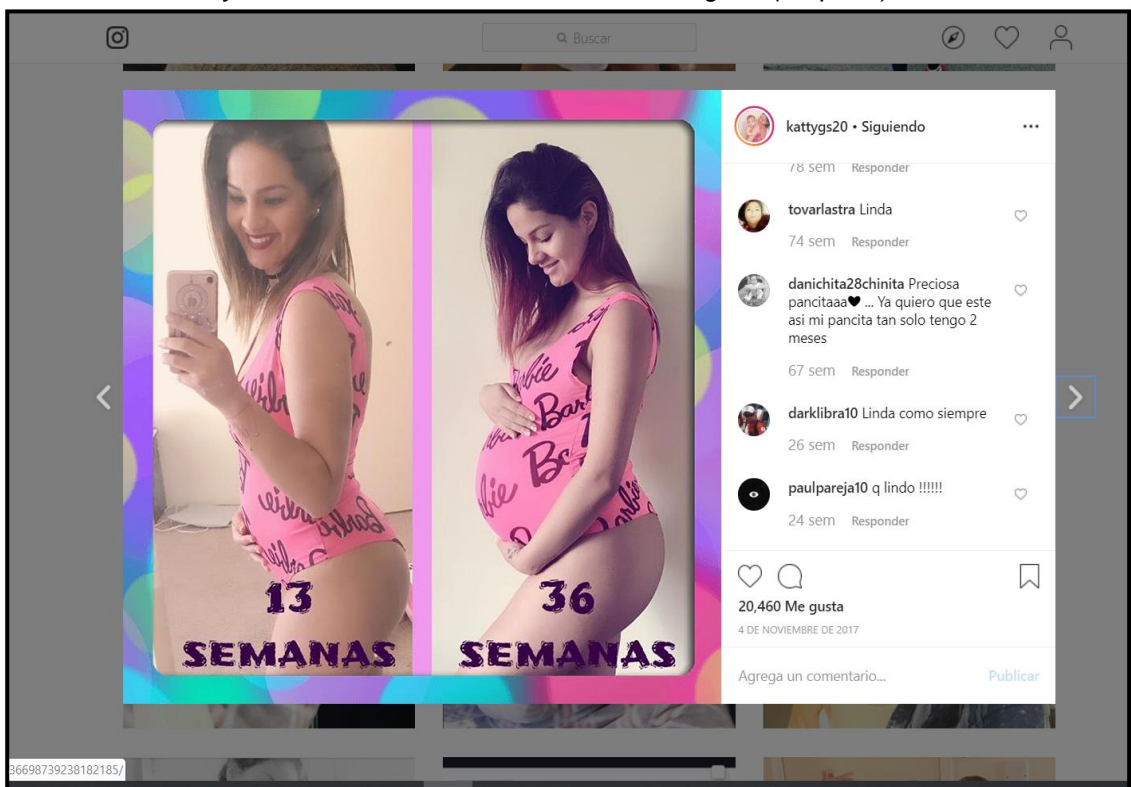 Buscar
kattygs20 • Siguiendo
78 sem Responder
tovarlastra Linda
74 sem Responder
danichita28chinita Preciosa
pancitaaa🖤 ... Ya quiero que este
asi mi pancita tan solo tengo 2
meses
67 sem Responder
darklibra10 Linda como siempre
26 sem Responder
paulpareja10 q lindo !!!!!!
24 sem Responder
20,460 Me gusta
4 DE NOVIEMBRE DE 2017
Agrega un comentario... Publicar
Barbie
Barbie
13
SEMANAS
36
SEMANAS
36698739238182185/